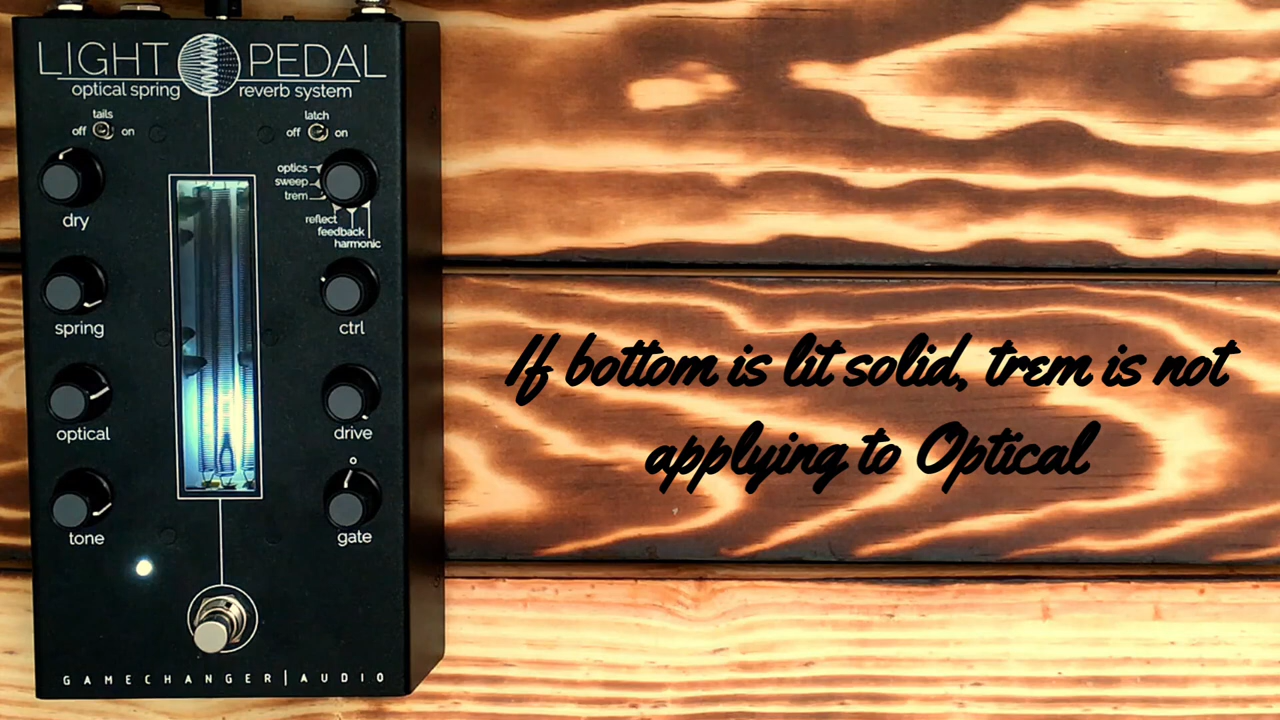 LIGHT PEDAL
optical spring reverb system
tails
off on
latch
off on
optics
sweep
trem
reflect
feedback
harmonic
dry
spring
ctrl
optical
drive
tone
gate
GAMECHANGER|AUDIO
If bottom is lit solid, trem is not
applying to Optical